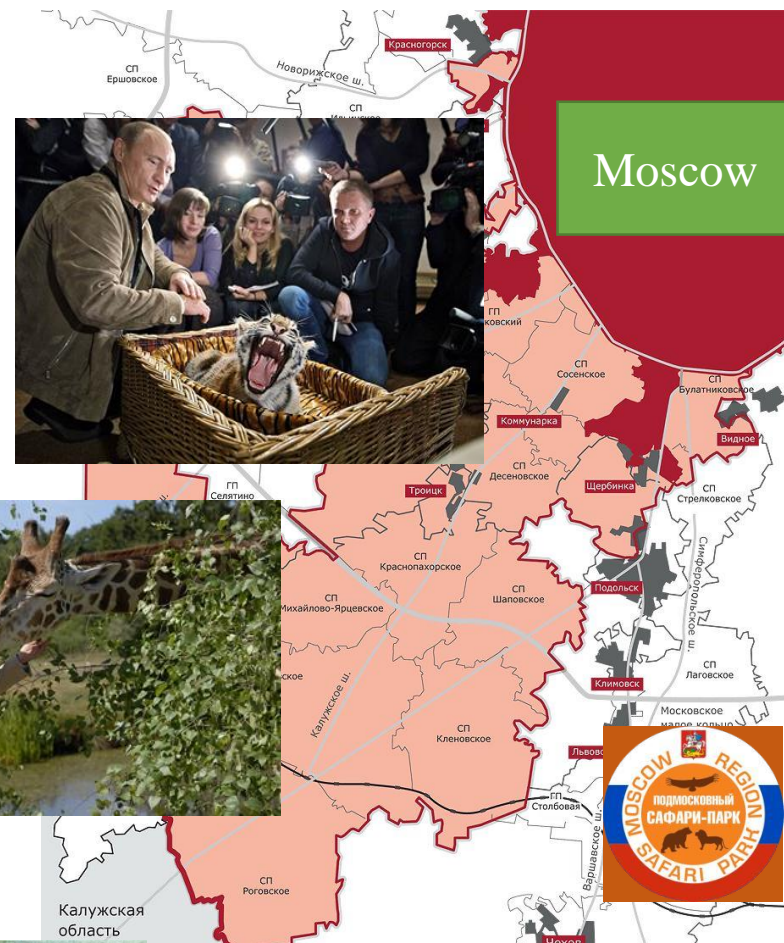 Красногорск
Новорижское ш.
СП
Ершовское
СП
Moscow
ГП
СП
Сосенское
СП
Булатниковское
Коммунарка
Видное
ГП
Селятино
Троицк
СП
Десеновское
Щербинка
СП
Стрелковское
СП
Краснопахорское
Симферопольское ш.
СП
Михайлово-Ярцевское
СП
Шаповское
Подольск
Климовск
СП
Лаговское
Калужское ш.
СП
Кленовское
Московское
малое кольцо
MOSCOW REGION
ПОДМОСКОВНЫЙ
САФАРИ-ПАРК
SAFARI PARK
ГП
Столбовая
Варшавское ш.
СП
Роговское
Калужская
область